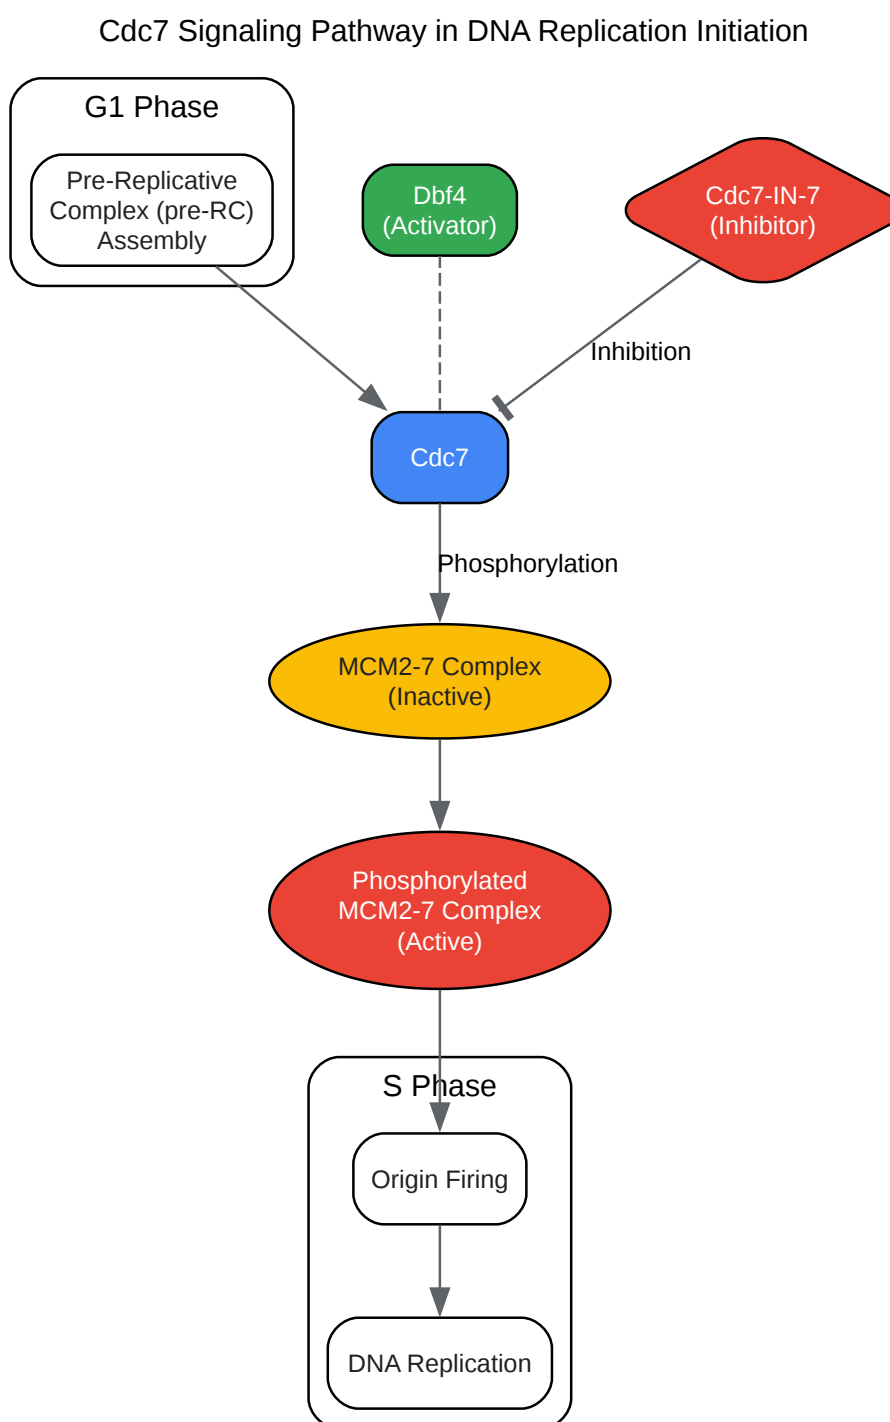 Cdc7 Signaling Pathway in DNA Replication Initiation
G1 Phase
Pre-Replicative
Complex (pre-RC)
Assembly
Dbf4
(Activator)
Cdc7-IN-7
(Inhibitor)
Inhibition
Cdc7
Phosphorylation
MCM2-7 Complex
(Inactive)
Phosphorylated
MCM2-7 Complex
(Active)
S Phase
Origin Firing
DNA Replication